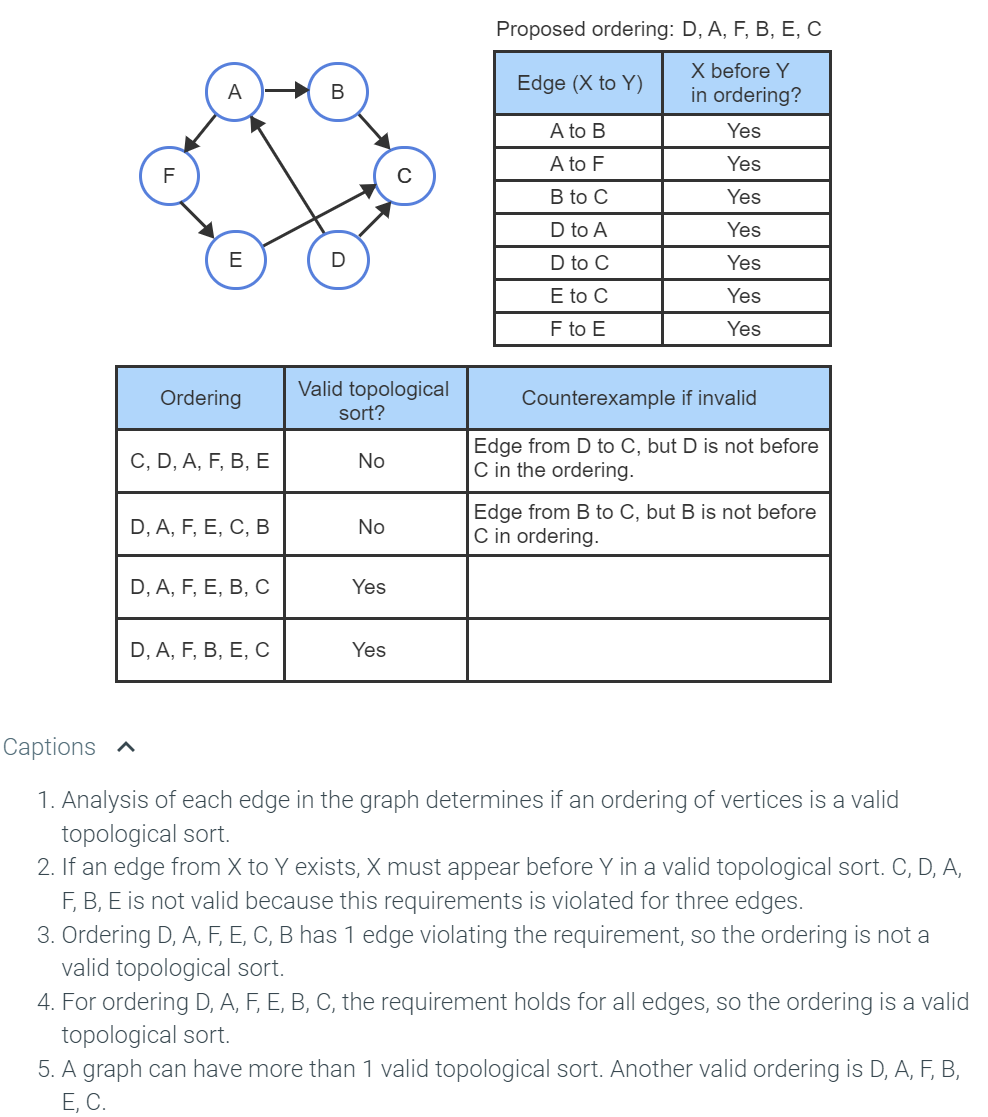 Proposed ordering: D, A, F, B, E, C
Edge (X to Y)
X before Y
in ordering?
A to B
Yes
A to F
Yes
B to C
Yes
D to A
Yes
D to C
Yes
E to C
Yes
F to E
Yes
A
B
F
C
E
D
Ordering
Valid topological
sort?
Counterexample if invalid
C, D, A, F, B, E
No
Edge from D to C, but D is not before
C in the ordering.
D, A, F, E, C, B
No
Edge from B to C, but B is not before
C in ordering.
D, A, F, E, B, C
Yes
D, A, F, B, E, C
Yes
Captions
1. Analysis of each edge in the graph determines if an ordering of vertices is a valid
topological sort.
2. If an edge from X to Y exists, X must appear before Y in a valid topological sort. C, D, A,
F, B, E is not valid because this requirements is violated for three edges.
3. Ordering D, A, F, E, C, B has 1 edge violating the requirement, so the ordering is not a
valid topological sort.
4. For ordering D, A, F, E, B, C, the requirement holds for all edges, so the ordering is a valid
topological sort.
5. A graph can have more than 1 valid topological sort. Another valid ordering is D, A, F, B,
E, C.